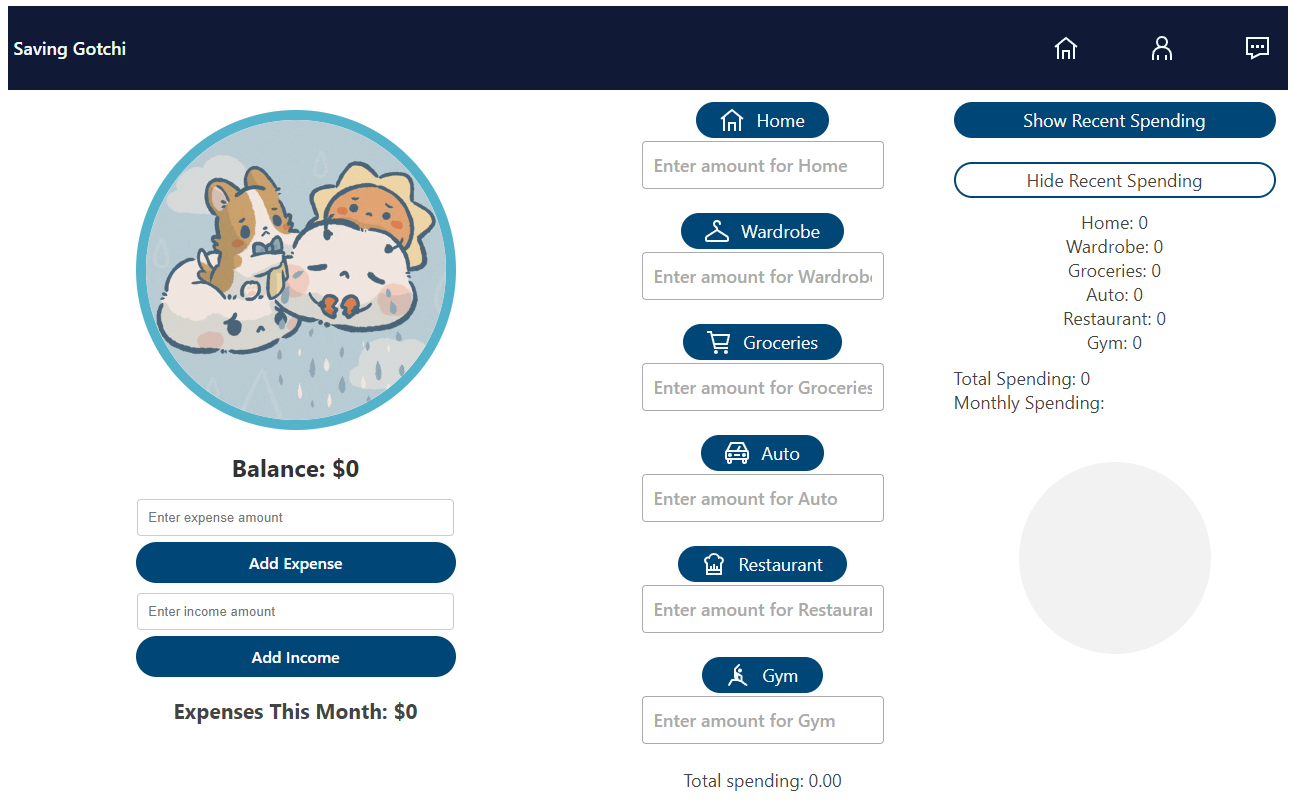 Saving Gotchi
Balance: $0
Enter expense amount
Add Expense
Enter income amount
Add Income
Expenses This Month: $0
Home
Enter amount for Home
Wardrobe
Enter amount for Wardrobe
Groceries
Enter amount for Groceries
Auto
Enter amount for Auto
Restaurant
Enter amount for Restauran
Gym
Enter amount for Gym
Total spending: 0.00
Show Recent Spending
Hide Recent Spending
Home: 0
Wardrobe: 0
Groceries: 0
Auto: 0
Restaurant: 0
Gym: 0
Total Spending: 0
Monthly Spending: